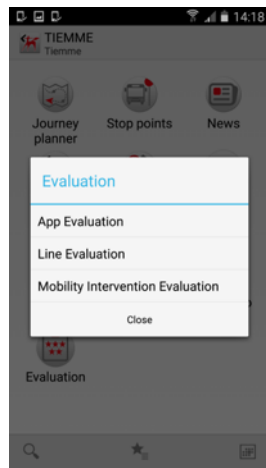 14:18
TIEMME
Tiemme
Journey
planner
Stop points
News
Evaluation
App Evaluation
Line Evaluation
Mobility Intervention Evaluation
Close
Evaluation